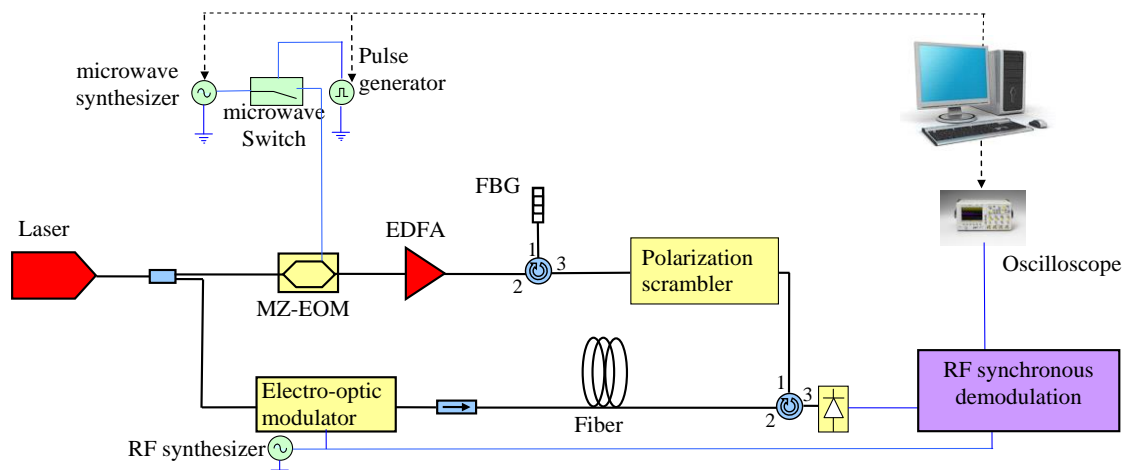 Pulse
generator
microwave
synthesizer
microwave
Switch
FBG
Laser
EDFA
1
3
2
Polarization
scrambler
Oscilloscope
MZ-EOM
Electro-optic
modulator
1
3
2
RF synchronous
demodulation
Fiber
RF synthesizer